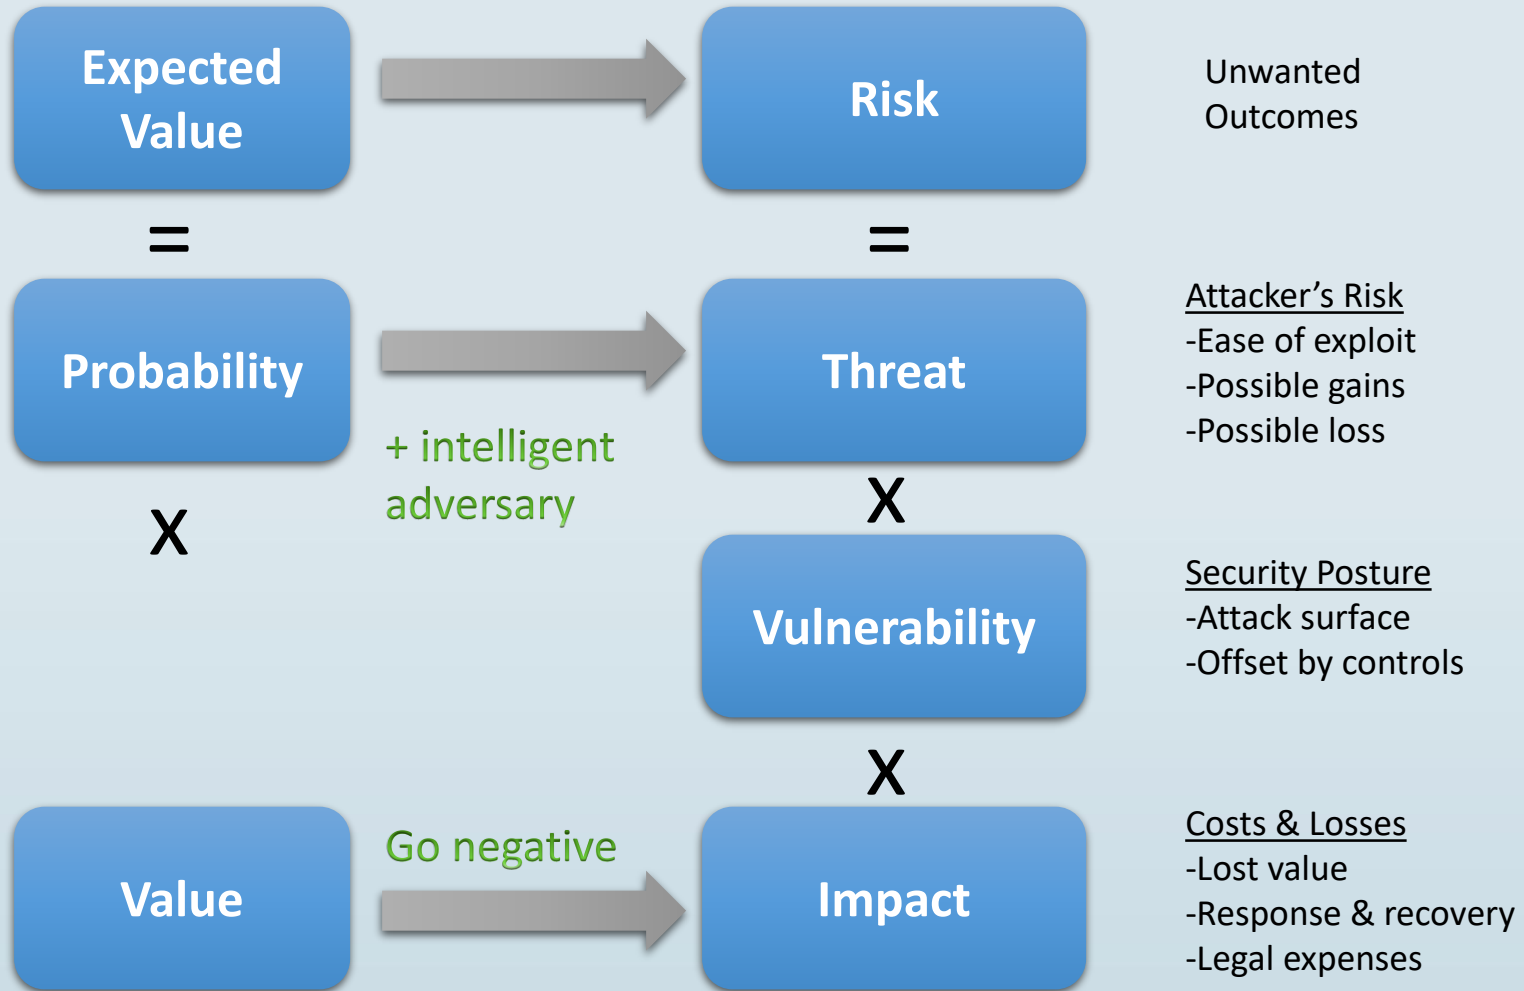 Expected
Value
Risk
Unwanted
Outcomes
=
=
Probability
Threat
Attacker’s Risk
-Ease of exploit
-Possible gains
-Possible loss
+ intelligent
adversary
X
X
Vulnerability
Security Posture
-Attack surface
-Offset by controls
X
Value
Go negative
Impact
Costs & Losses
-Lost value
-Response & recovery
-Legal expenses